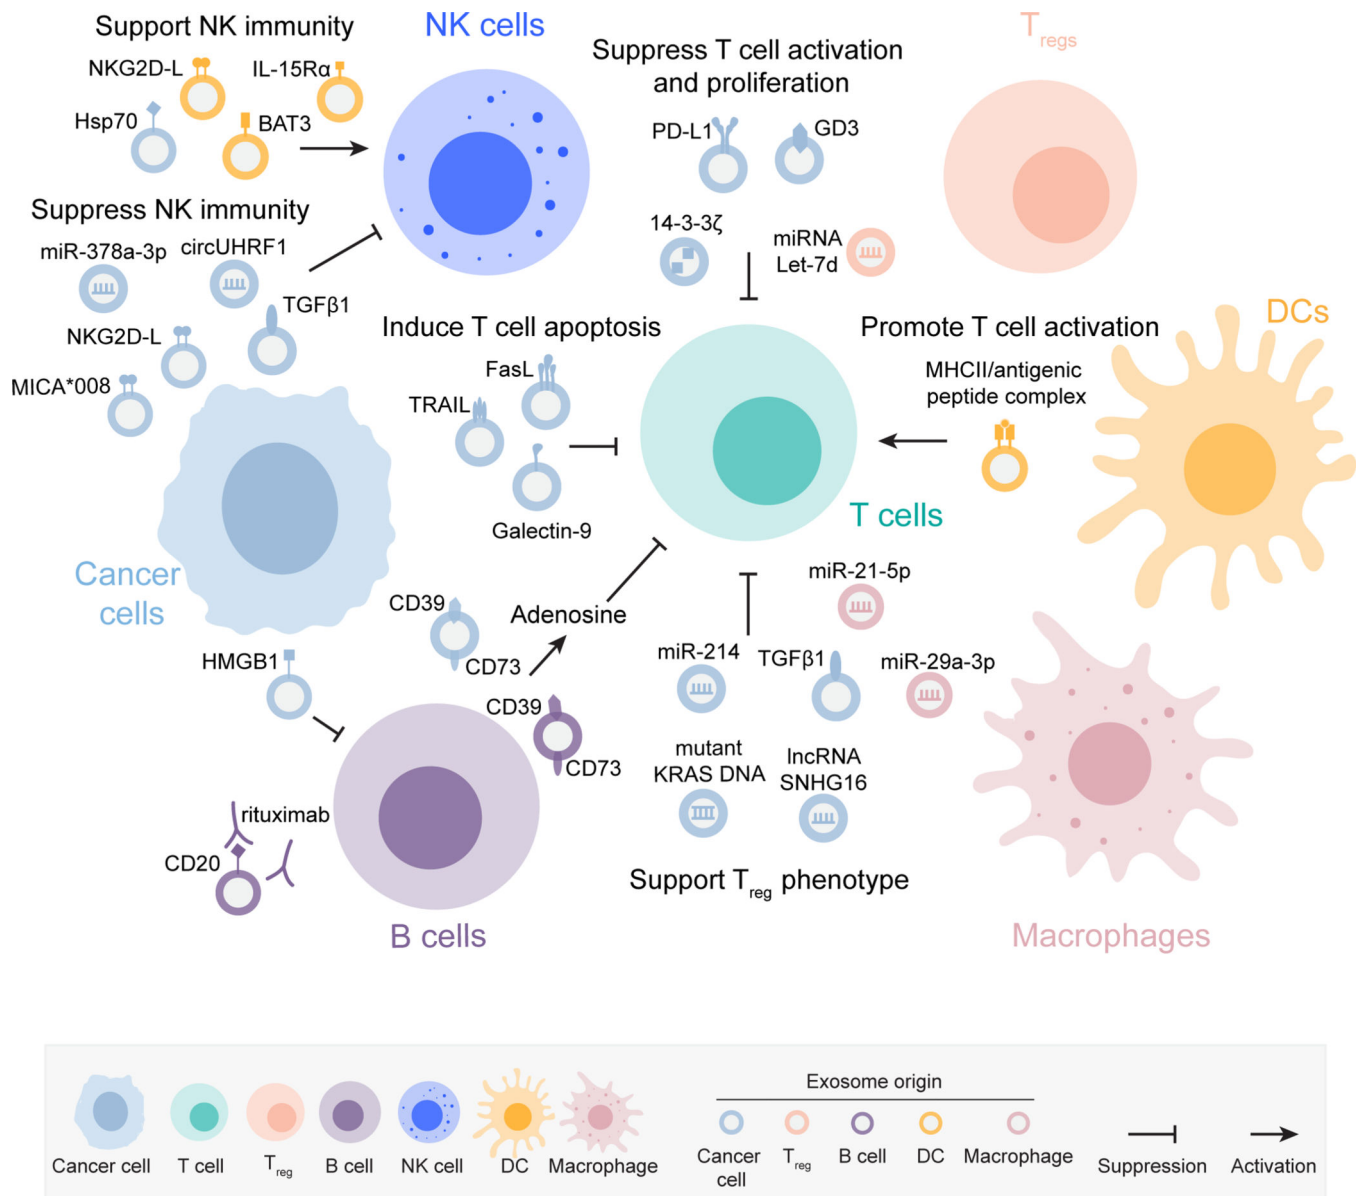 Support NK immunity
NKG2D-L
IL-15Rα
Hsp70
BAT3
NK cells
Suppress T cell activation
and proliferation
PD-L1
GD3
14-3-3ζ
miRNA
Let-7d
Tregs
Suppress NK immunity
miR-378a-3p
circUHRF1
TGFβ1
NKG2D-L
MICA*008
Induce T cell apoptosis
FasL
TRAIL
Galectin-9
Promote T cell activation
MHCII/antigenic
peptide complex
DCs
T cells
Cancer
cells
CD39
CD73
Adenosine
HMGB1
CD39
CD73
rituximab
CD20
B cells
miR-21-5p
miR-214
TGFβ1
miR-29a-3p
mutant
KRAS DNA
lncRNA
SNHG16
Support Treg phenotype
Macrophages
Cancer cell
T cell
Treg
B cell
NK cell
DC
Macrophage
Exosome origin
Cancer
cell
Treg
B cell
DC
Macrophage
Suppression
Activation